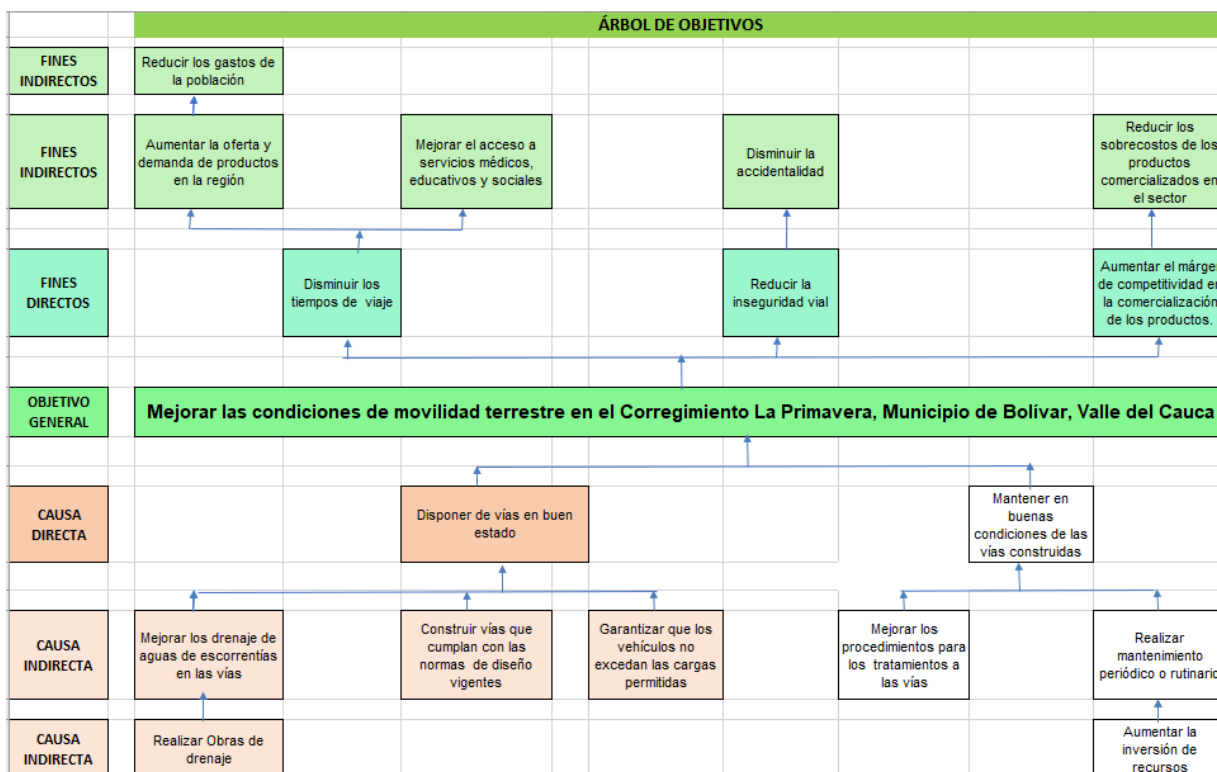 ÁRBOL DE OBJETIVOS
FINES
INDIRECTOS
Reducir los gastos de
la población
FINES
INDIRECTOS
Aumentar la oferta y
demanda de productos
en la región
Mejorar el acceso a
servicios médicos,
educativos y sociales
Disminuir la
accidentalidad
Reducir los
sobrecostos de los
productos
comercializados en
el sector
FINES
DIRECTOS
Disminuir los
tiempos de viaje
Reducir la
inseguridad vial
Aumentar el márge
de competitividad en
la comercialización
de los productos.
OBJETIVO
GENERAL
Mejorar las condiciones de movilidad terrestre en el Corregimiento La Primavera, Municipio de Bolívar, Valle del Cauca
CAUSA
DIRECTA
Disponer de vías en buen
estado
Mantener en
buenas
condiciones de las
vías construidas
CAUSA
INDIRECTA
Mejorar los drenaje de
aguas de escorrentías
en las vías
Construir vías que
cumplan con las
normas de diseño
vigentes
Garantizar que los
vehículos no
excedan las cargas
permitidas
Mejorar los
procedimientos para
los tratamientos a
las vías
Realizar
mantenimiento
periódico o rutinario
CAUSA
INDIRECTA
Realizar Obras de
drenaje
Aumentar la
inversión de
recursos